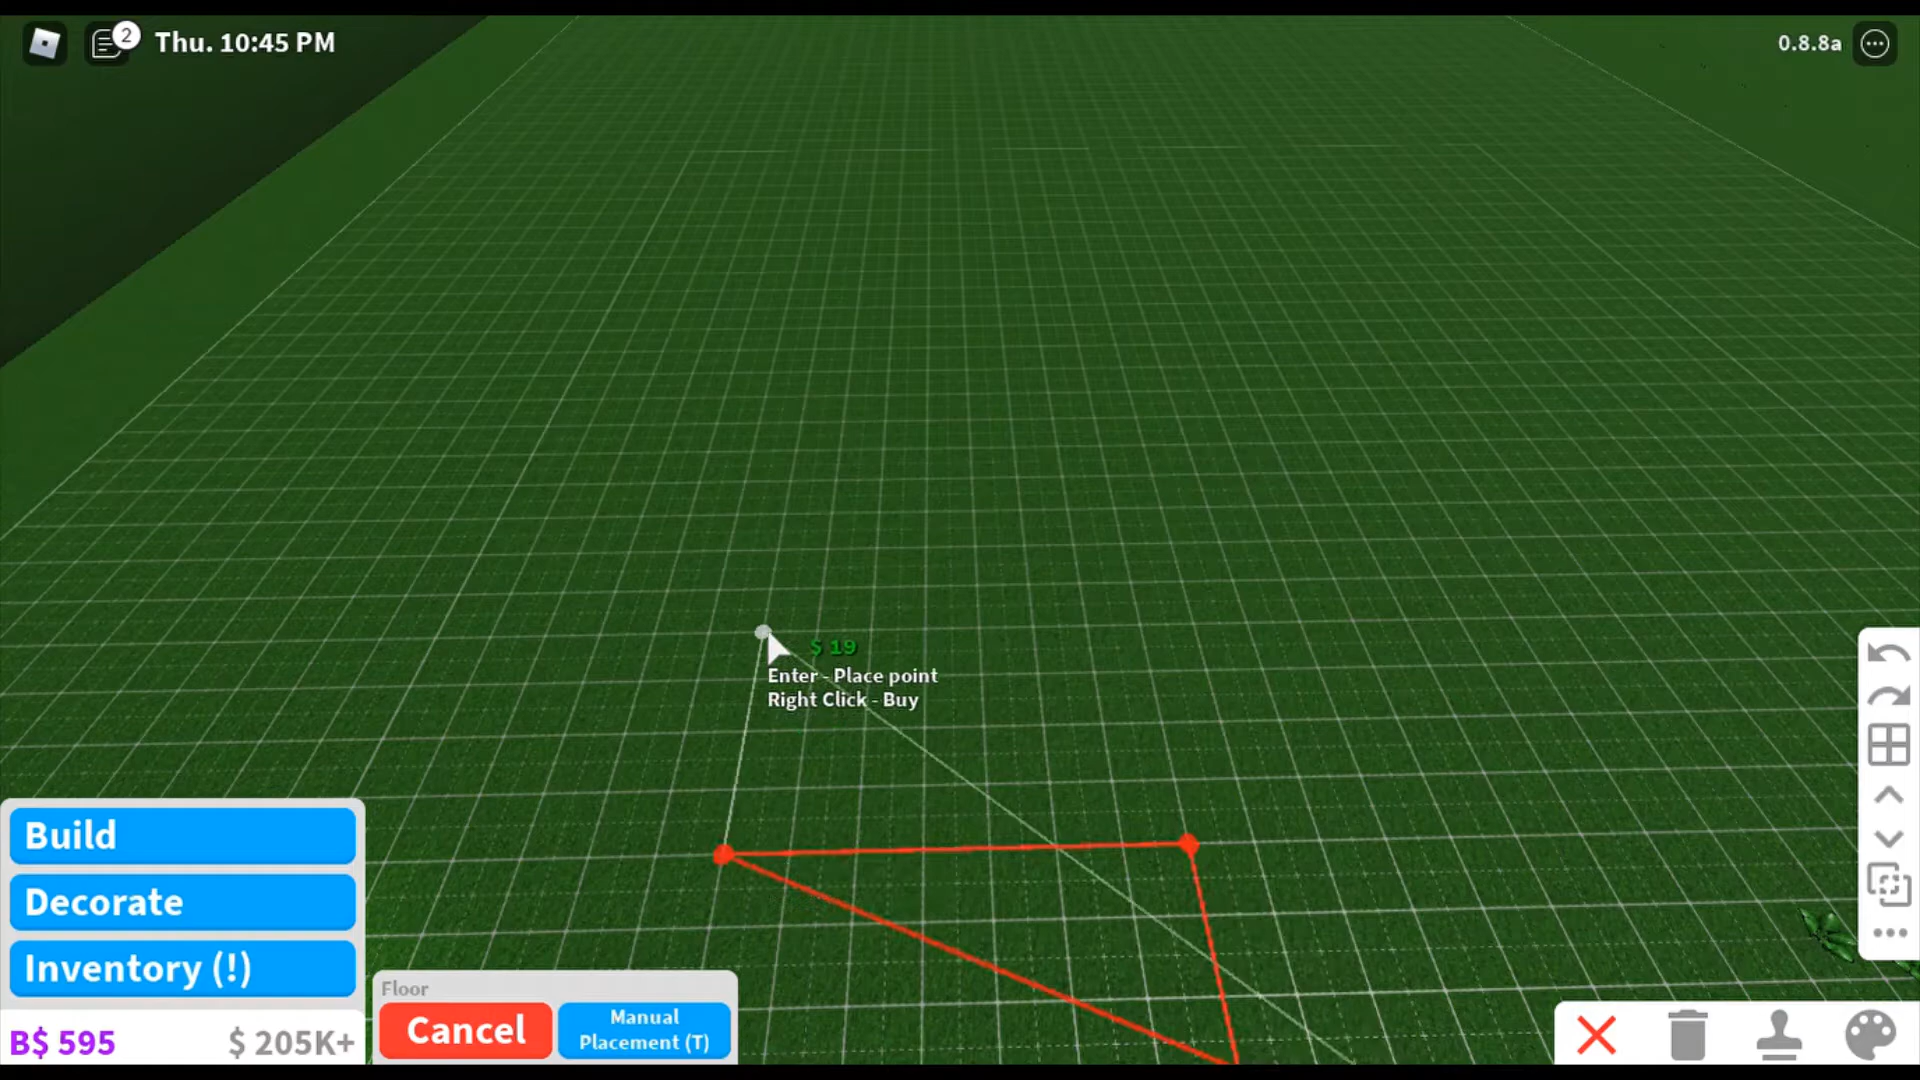 2
Thu. 10:45 PM
0.8.8a
$ 19
Enter - Place point
Right Click - Buy
Build
Decorate
Inventory (!)
B$ 595
$ 205K+
Floor
Cancel
Manual
Placement (T)